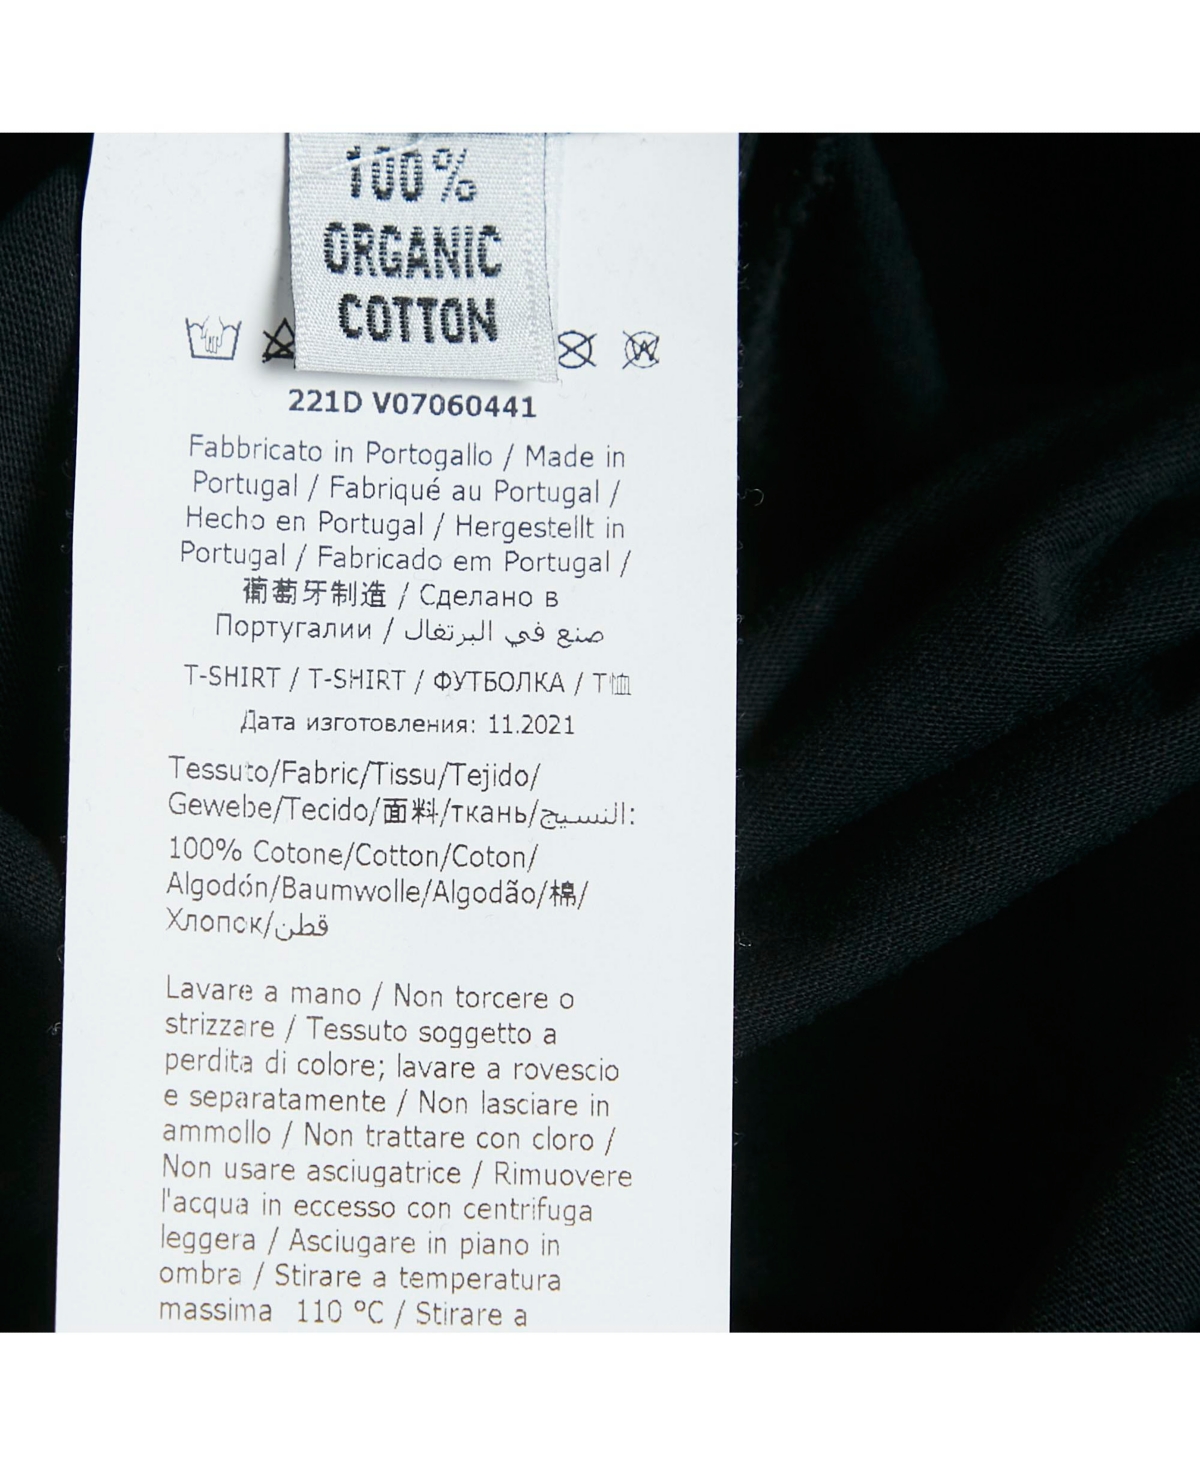 100%
ORGANIC
COTTON
221D V07060441
Fabbricato in Portogallo / Made in
Portugal / Fabriqué au Portugal /
Hecho en Portugal / Hergestellt in
Portugal / Fabricado em Portugal /
葡萄牙制造 / Сделано в
Португалии / صنع في البرتغال
T-SHIRT / T-SHIRT / ФУТБОЛКА / T恤
Дата изготовления: 11.2021
Tessuto/Fabric/Tissu/Tejido/
Gewebe/Tecido/面料/ткань/النسيج:
100% Cotone/Cotton/Coton/
Algodón/Baumwolle/Algodão/棉/
Хлопок/قطن
Lavare a mano / Non torcere o
strizzare / Tessuto soggetto a
perdita di colore; lavare a rovescio
e separatamente / Non lasciare in
ammollo / Non trattare con cloro /
Non usare asciugatrice / Rimuovere
l'acqua in eccesso con centrifuga
leggera / Asciugare in piano in
ombra / Stirare a temperatura
massima 110 °C / Stirare a